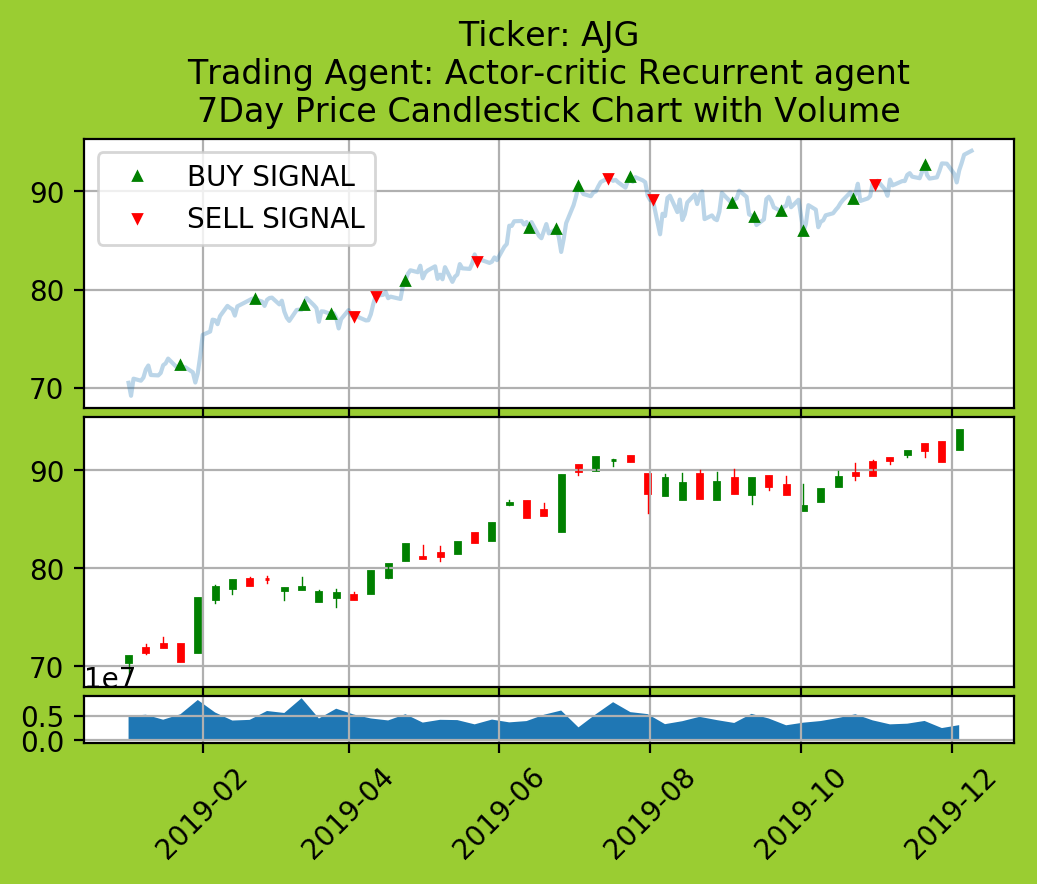 Ticker: AJG
Trading Agent: Actor-critic Recurrent agent
7Day Price Candlestick Chart with Volume
BUY SIGNAL
SELL SIGNAL
90
80
70
90
80
70
1e7
0.5
0.0
2019-02
2019-04
2019-06
2019-08
2019-10
2019-12